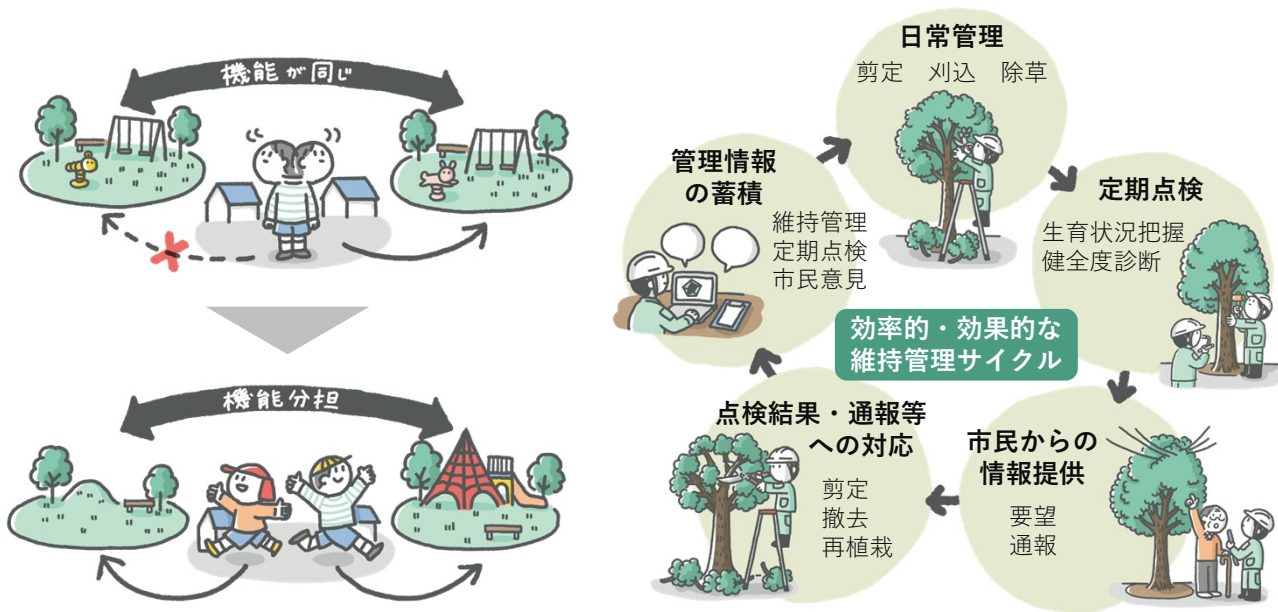 機能が同じ
機能分担
日常管理
剪定 刈込 除草
定期点検
生育状況把握
健全度診断
市民からの
情報提供
要望
通報
点検結果・通報等
への対応
剪定
撤去
再植栽
管理情報
の蓄積
維持管理
定期点検
市民意見
効率的・効果的な
維持管理サイクル